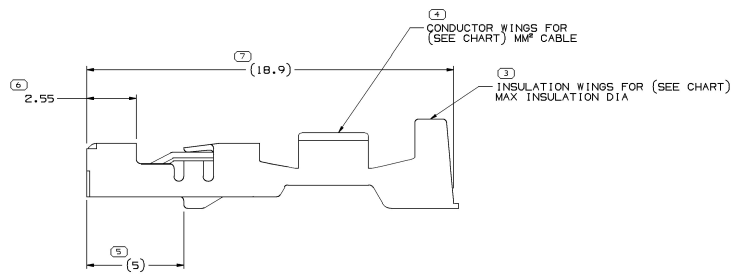 4
CONDUCTOR WINGS FOR
(SEE CHART) MM² CABLE
7
(18.9)
3
INSULATION WINGS FOR (SEE CHART)
MAX INSULATION DIA
6
2.55
5
(5)